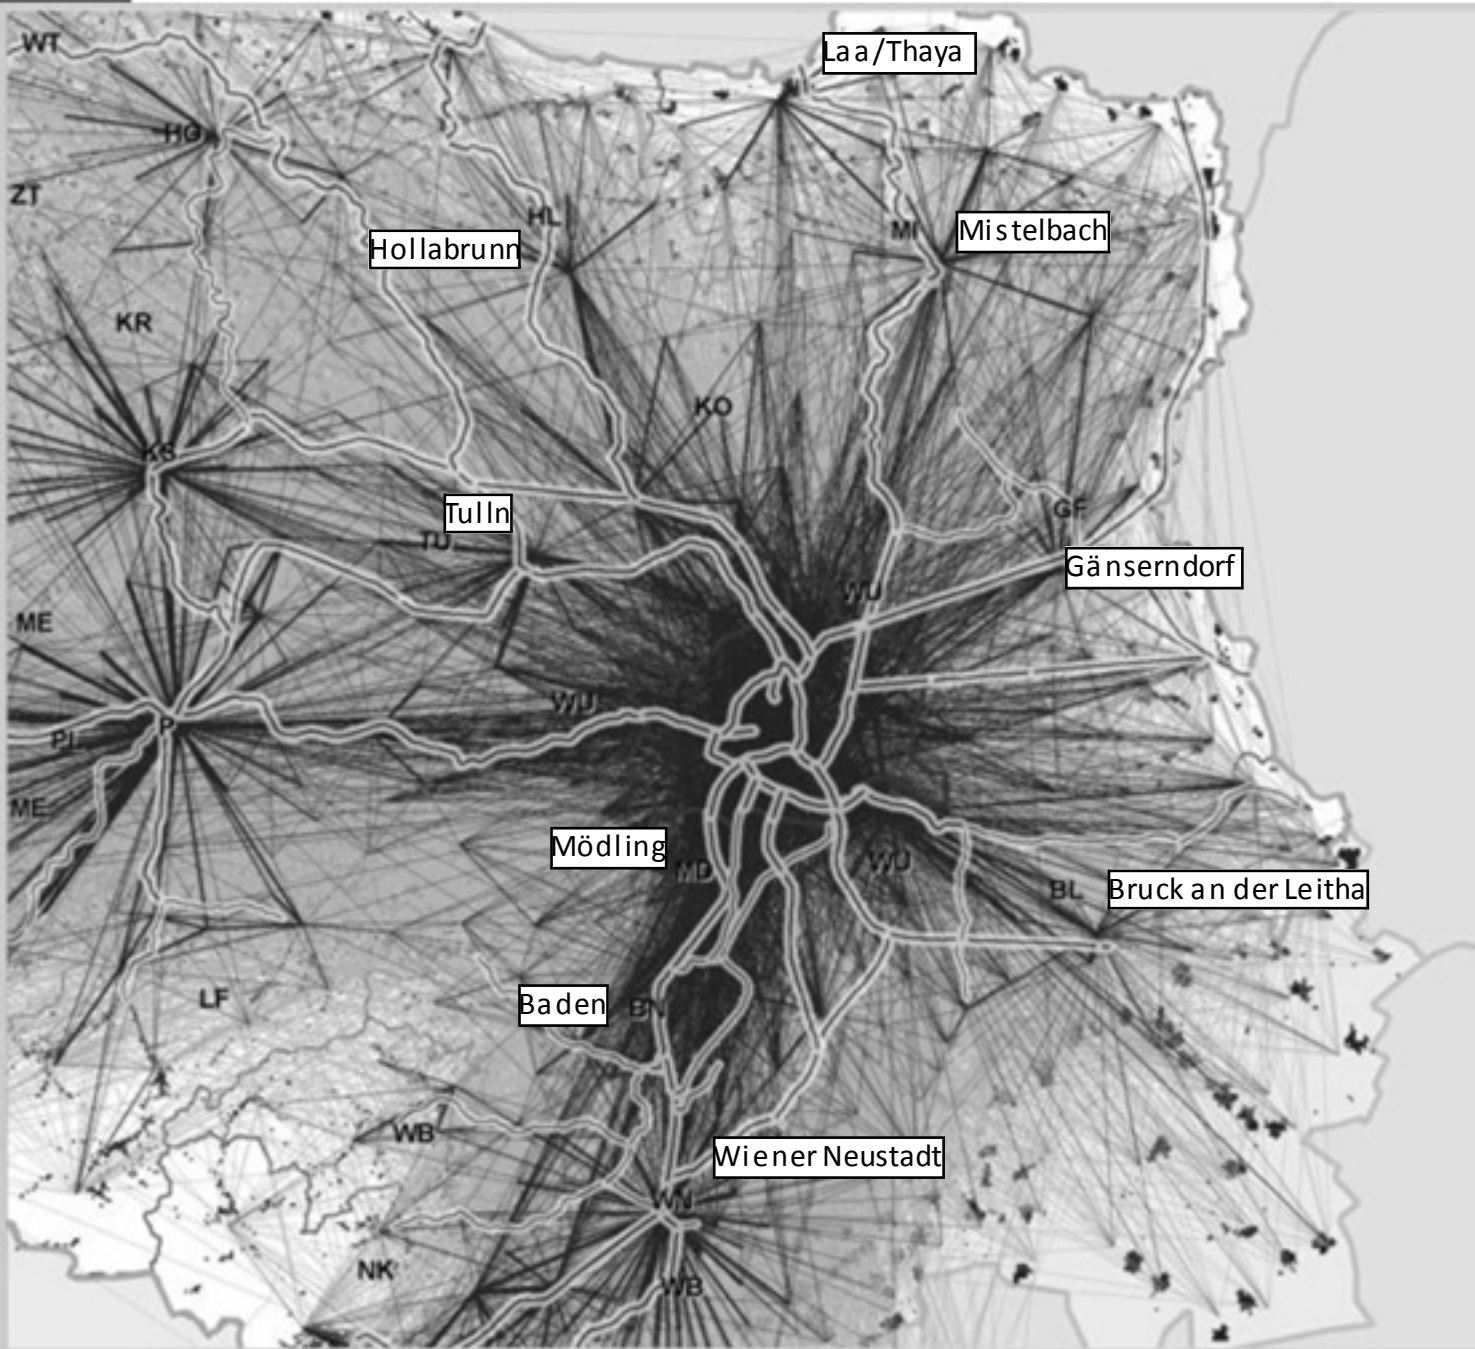 WT
Laa/Thaya
HO
ZT
HL
MI
Mistelbach
Hollabrunn
KR
KO
KS
Tulln
GF
TU
Gänserndorf
WU
ME
WU
P
PL
ME
Mödling
MD
WU
BL
Bruck an der Leitha
LF
Baden
BN
WB
Wiener Neustadt
WN
NK
WB